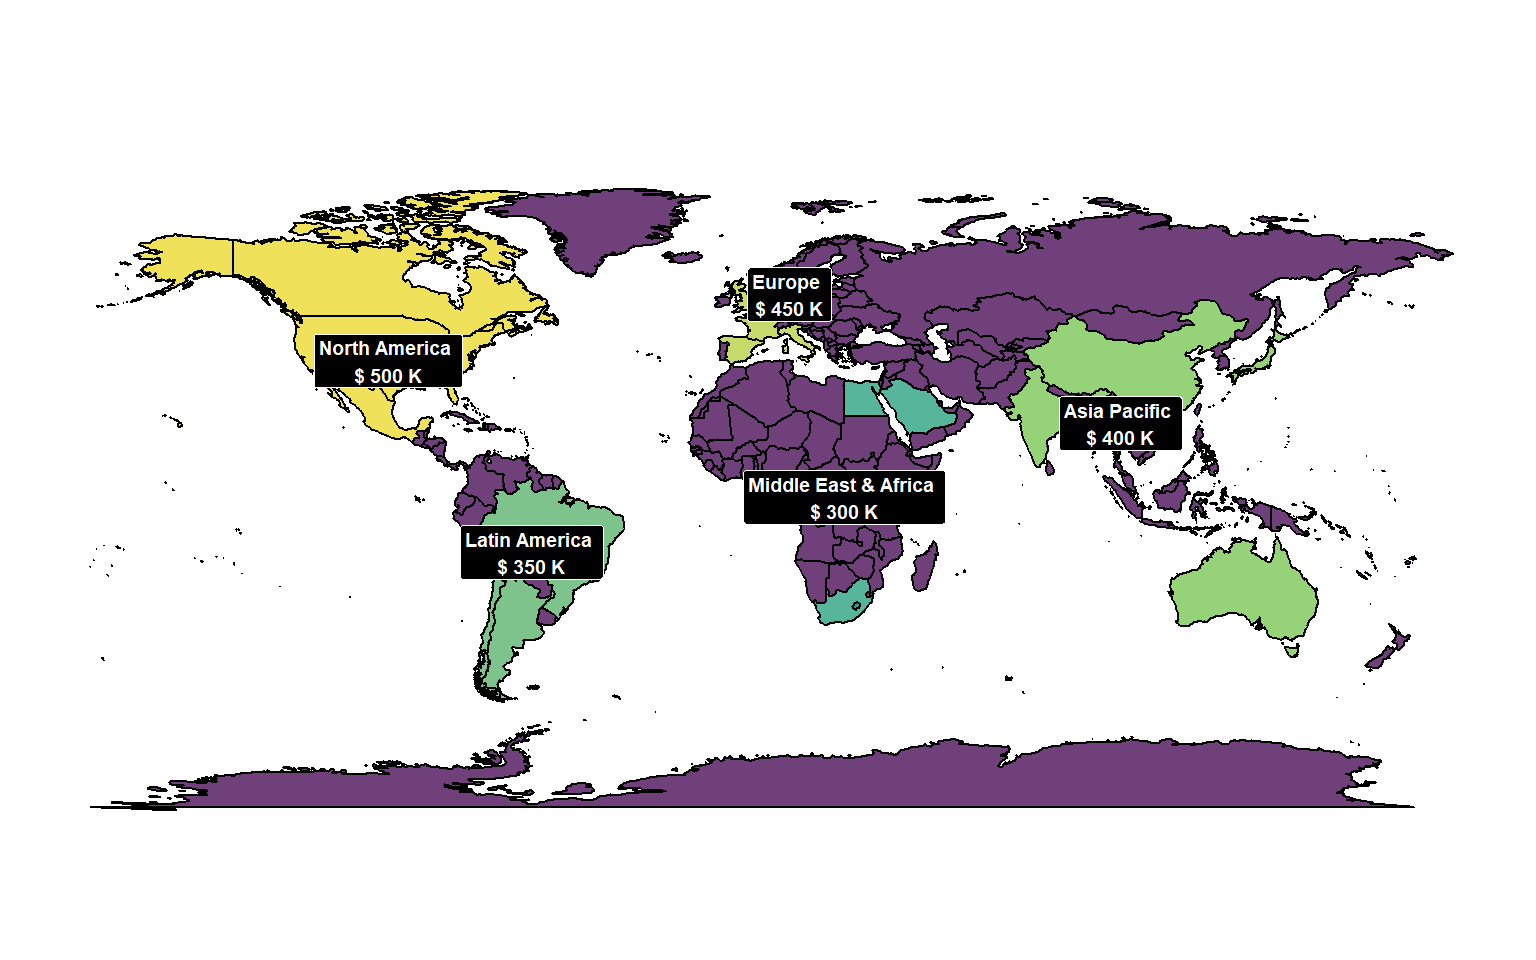 Europe
$ 450 K
North America
$ 500 K
Asia Pacific
$ 400 K
Middle East & Africa
$ 300 K
Latin America
$ 350 K